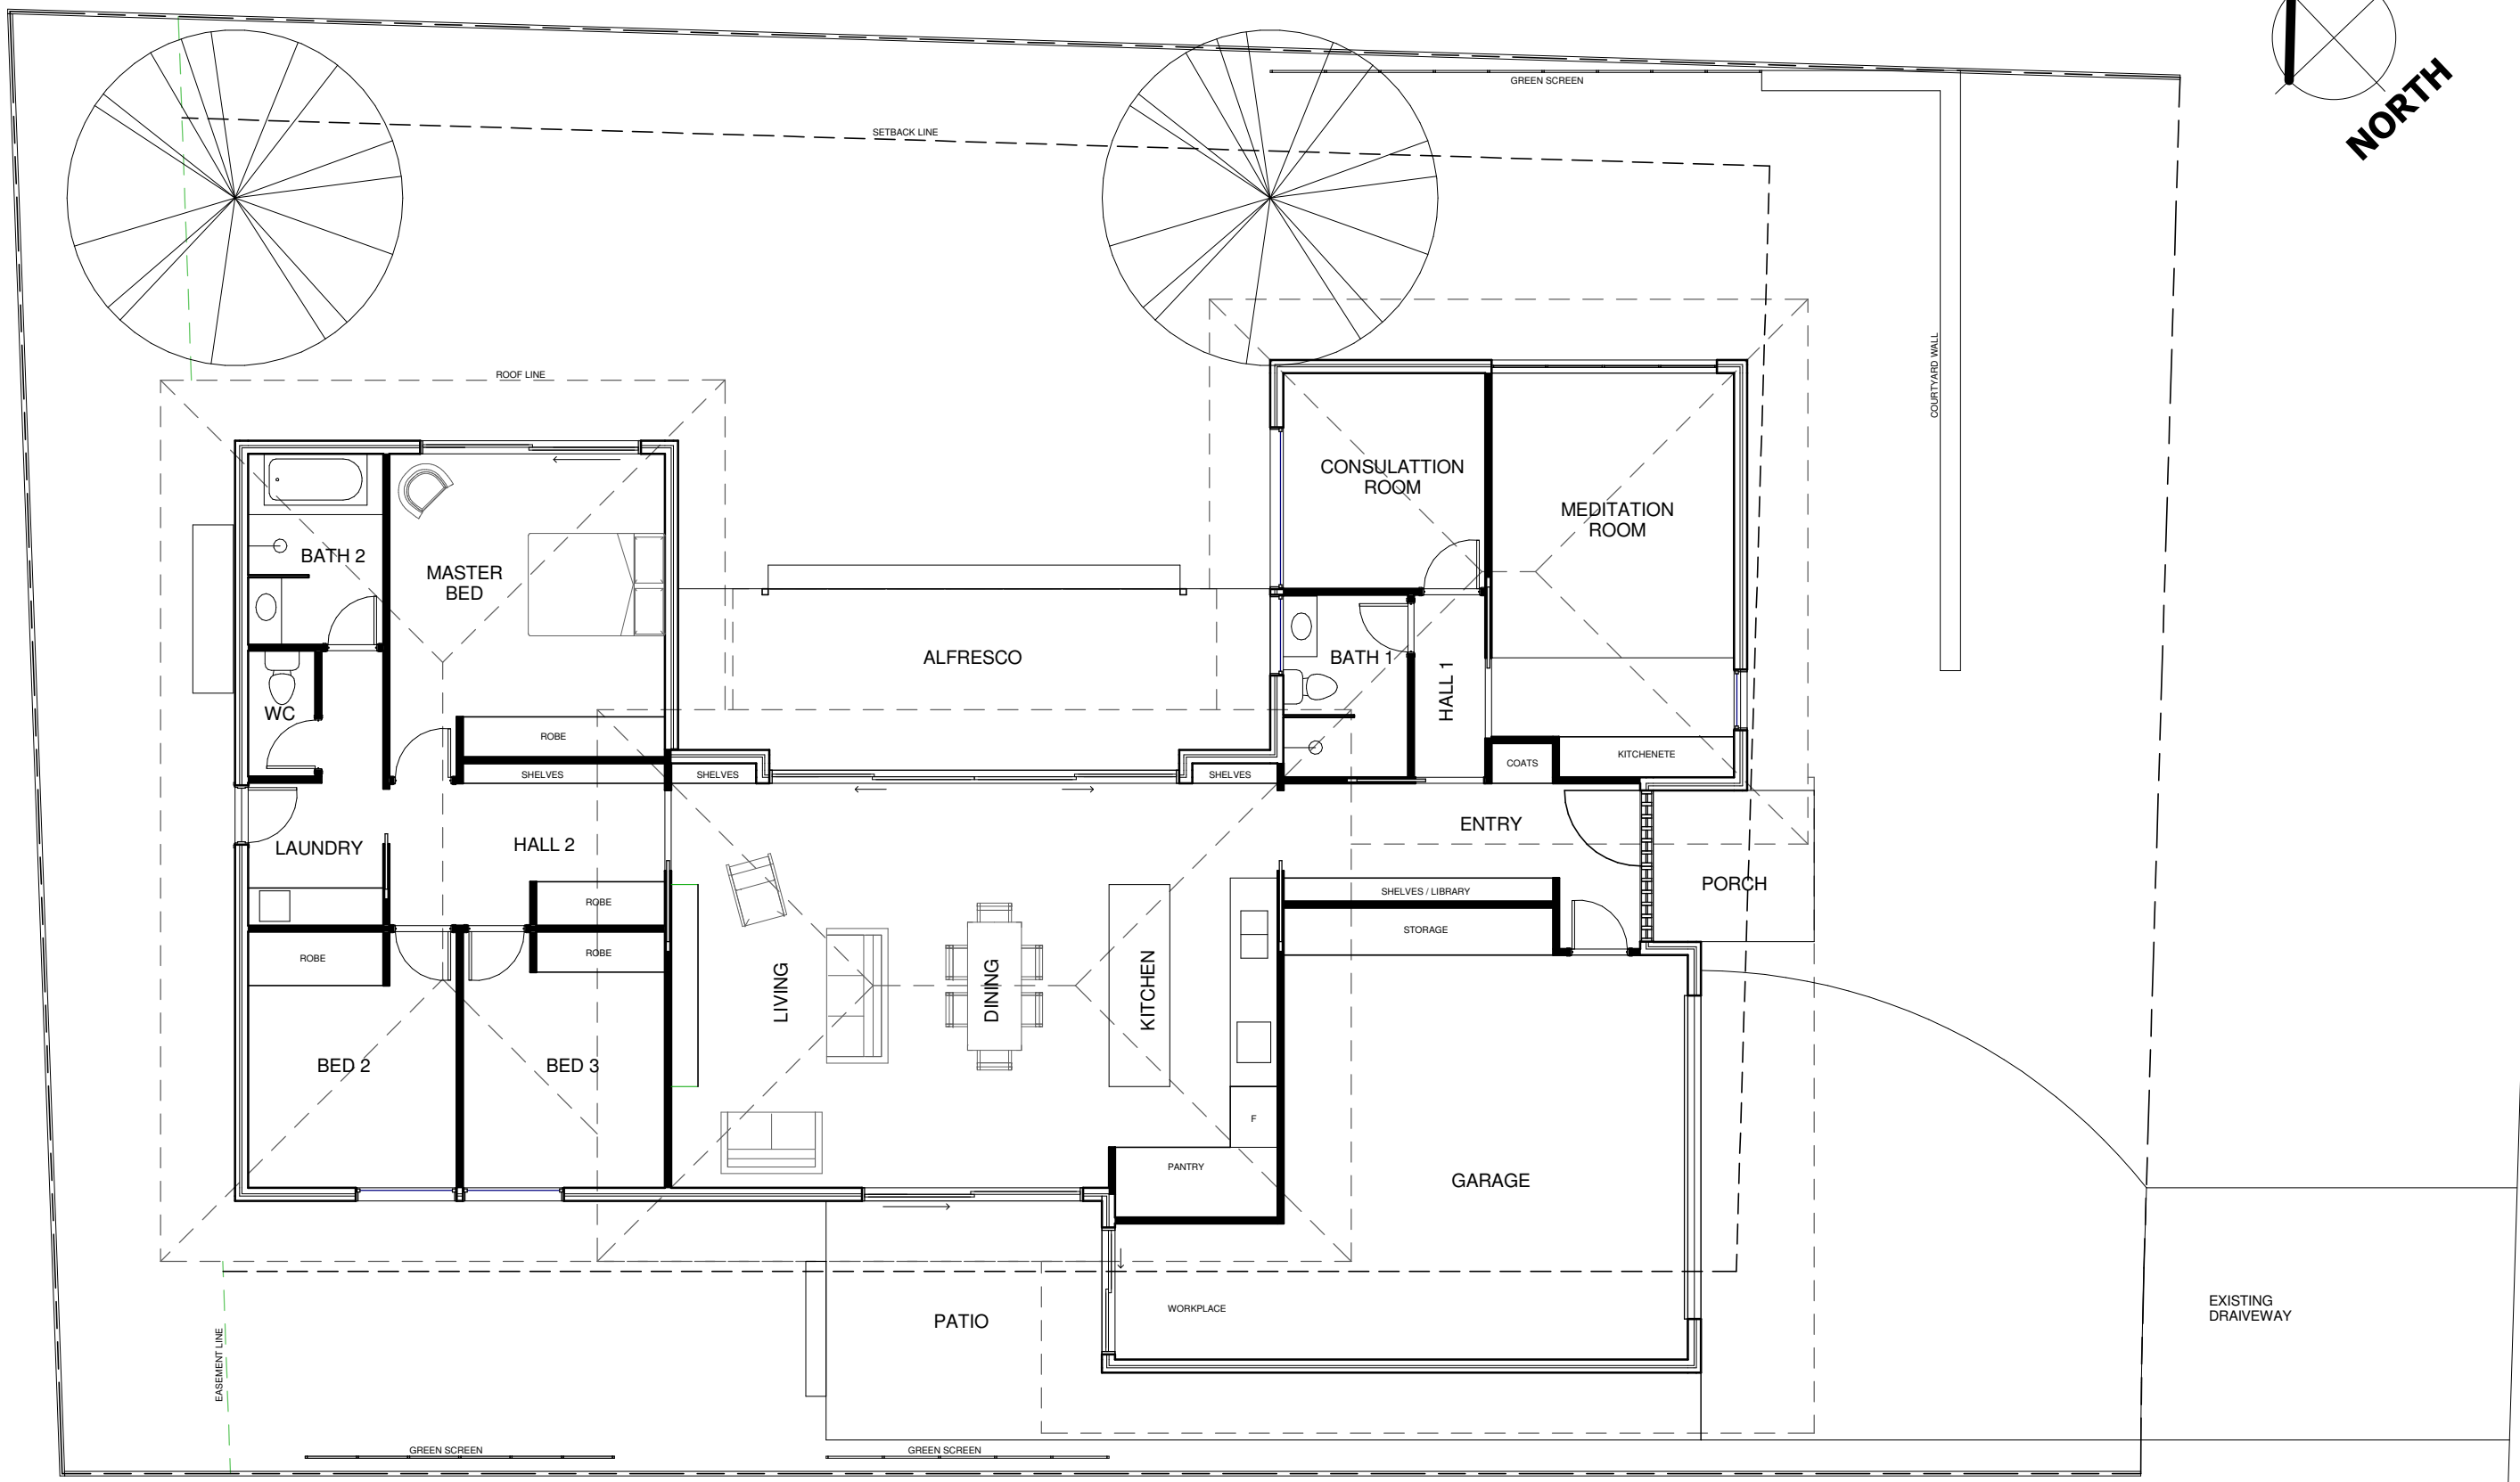 NORTH
GREEN SCREEN
SETBACK LINE
COURTYARD WALL
ROOF LINE
CONSULATTION
ROOM
MEDITATION
ROOM
BATH 2
MASTER
BED
ALFRESCO
BATH 1
HALL 1
WC
ROBE
SHELVES
SHELVES
SHELVES
COATS
KITCHENETE
LAUNDRY
HALL 2
ENTRY
PORCH
ROBE
SHELVES / LIBRARY
STORAGE
ROBE
ROBE
LIVING
DINING
KITCHEN
BED 2
BED 3
F
PANTRY
GARAGE
WORKPLACE
PATIO
EXISTING
DRAIVEWAY
EASEMENT LINE
GREEN SCREEN
GREEN SCREEN